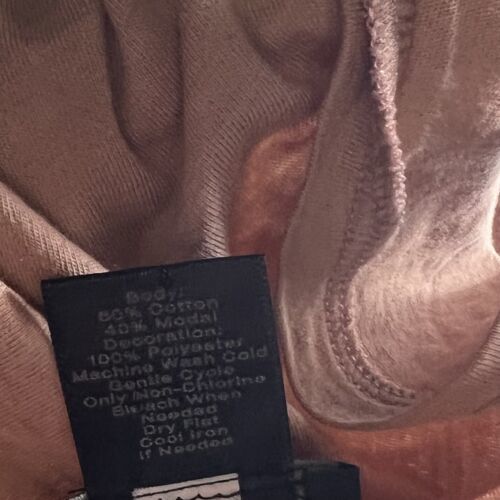 Body:
60% Cotton
40% Modal
Decoration:
100% Polyester
Machine Wash Cold
Gentle Cycle
Only Non-Chlorine
Bleach When
Needed
Dry Flat
Cool Iron
If Needed